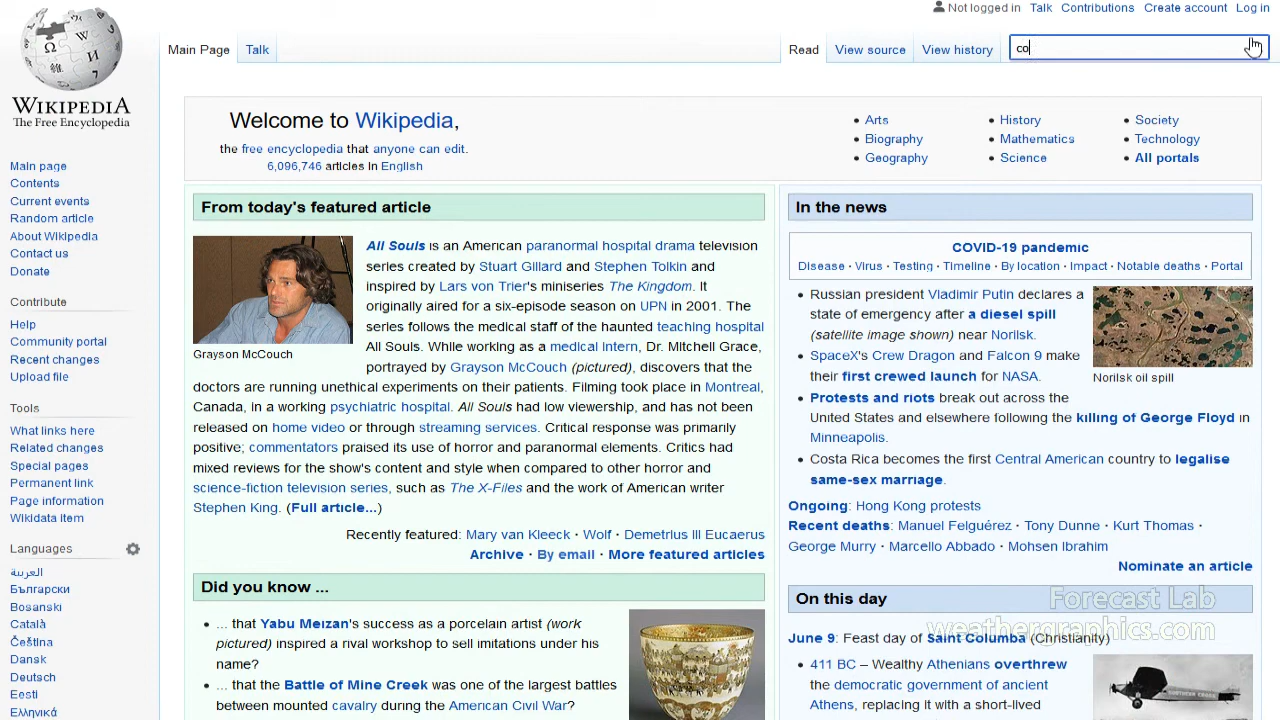 Not logged in Talk Contributions Create account Log in
Main Page Talk Read View source View history co
WIKIPEDIA
The Free Encyclopedia
Main page
Contents
Current events
Random article
About Wikipedia
Contact us
Donate
Contribute
Help
Community portal
Recent changes
Upload file
Tools
What links here
Related changes
Special pages
Permanent link
Page information
Wikidata item
Languages
العربية
Български
Bosanski
Català
Čeština
Dansk
Deutsch
Eesti
Ελληνικά
Welcome to Wikipedia,
the free encyclopedia that anyone can edit.
6,096,746 articles in English
Arts
Biography
Geography
History
Mathematics
Science
Society
Technology
All portals
From today's featured article
Grayson McCouch
All Souls is an American paranormal hospital drama television
series created by Stuart Gillard and Stephen Tolkin and
inspired by Lars von Trier's miniseries The Kingdom. It
originally aired for a six-episode season on UPN in 2001. The
series follows the medical staff of the haunted teaching hospital
All Souls. While working as a medical intern, Dr. Mitchell Grace,
portrayed by Grayson McCouch (pictured), discovers that the
doctors are running unethical experiments on their patients. Filming took place in Montreal,
Canada, in a working psychiatric hospital. All Souls had low viewership, and has not been
released on home video or through streaming services. Critical response was primarily
positive; commentators praised its use of horror and paranormal elements. Critics had
mixed reviews for the show's content and style when compared to other horror and
science-fiction television series, such as The X-Files and the work of American writer
Stephen King. (Full article...)
Recently featured: Mary van Kleeck · Wolf · Demetrius III Eucaerus
Archive · By email · More featured articles
Did you know ...
... that Yabu Meizan's success as a porcelain artist (work
pictured) inspired a rival workshop to sell imitations under his
name?
... that the Battle of Mine Creek was one of the largest battles
between mounted cavalry during the American Civil War?
In the news
COVID-19 pandemic
Disease · Virus · Testing · Timeline · By location · Impact · Notable deaths · Portal
Russian president Vladimir Putin declares a
state of emergency after a diesel spill
(satellite image shown) near Norilsk.
SpaceX's Crew Dragon and Falcon 9 make
their first crewed launch for NASA.
Norilsk oil spill
Protests and riots break out across the
United States and elsewhere following the killing of George Floyd in
Minneapolis.
Costa Rica becomes the first Central American country to legalise
same-sex marriage.
Ongoing: Hong Kong protests
Recent deaths: Manuel Felguérez · Tony Dunne · Kurt Thomas ·
George Murry · Marcello Abbado · Mohsen Ibrahim
Nominate an article
On this day
Forecast Lab
weathergraphics.com
June 9: Feast day of Saint Columba (Christianity)
411 BC – Wealthy Athenians overthrew
the democratic government of ancient
Athens, replacing it with a short-lived